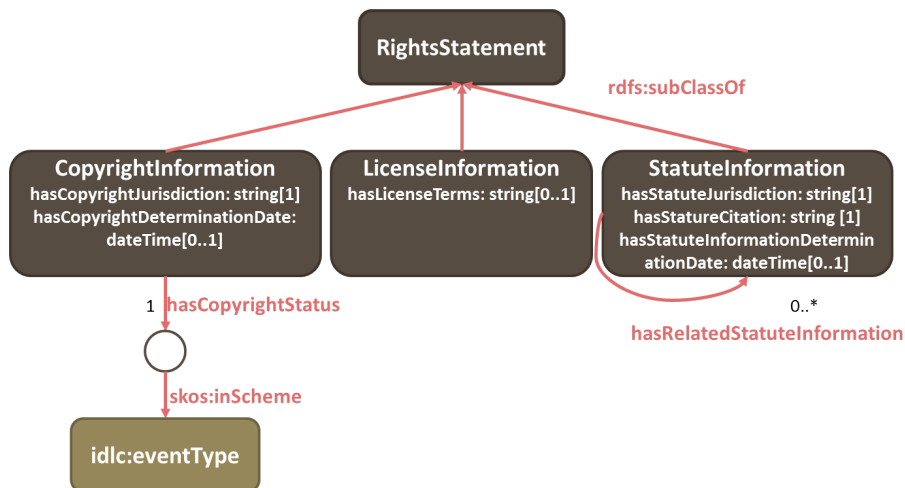 RightsStatement
rdfs:subClassOf
CopyrightInformation
hasCopyrightJurisdiction: string[1]
hasCopyrightDeterminationDate:
dateTime[0..1]
LicenseInformation
hasLicenseTerms: string[0..1]
StatuteInformation
hasStatuteJurisdiction: string[1]
hasStatureCitation: string [1]
hasStatuteInformationDetermin
ationDate: dateTime[0..1]
1
hasCopyrightStatus
0..*
hasRelatedStatuteInformation
skos:inScheme
idlc:eventType